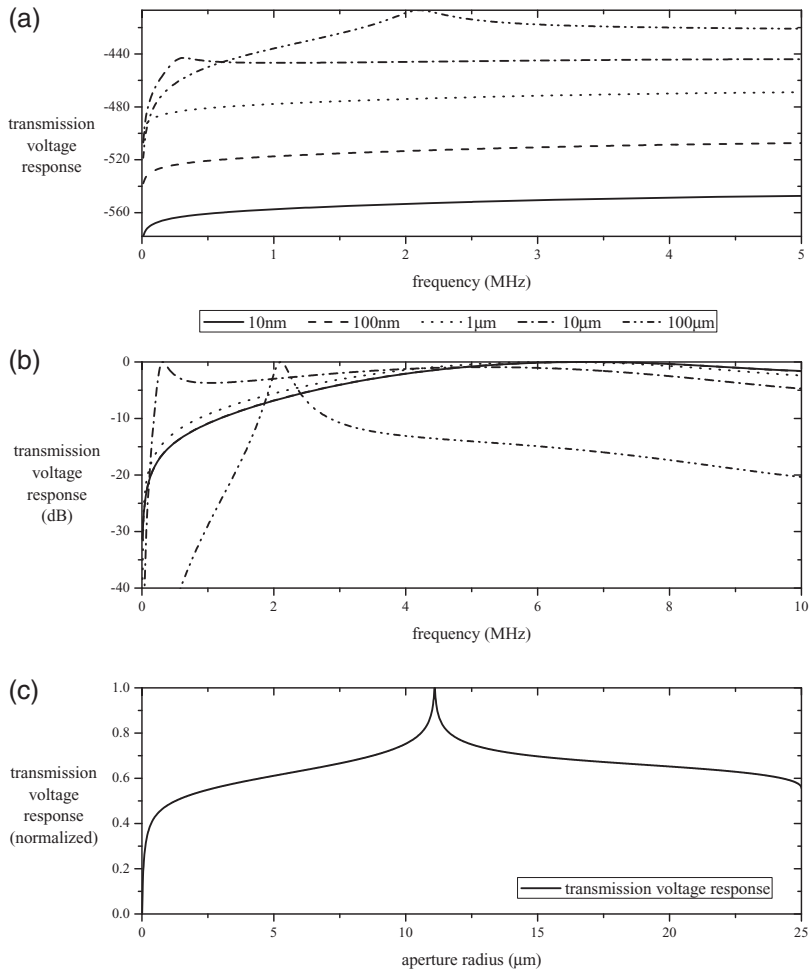 (a)
-440
-480
-520
-560
transmission
voltage
response
0 1 2 3 4 5
frequency (MHz)
10nm 100nm 1μm 10μm 100μm
(b)
0
-10
-20
-30
-40
transmission
voltage
response
(dB)
0 2 4 6 8 10
frequency (MHz)
(c)
1.0
0.8
0.6
0.4
0.2
0.0
transmission
voltage
response
(normalized)
transmission voltage response
0 5 10 15 20 25
aperture radius (μm)